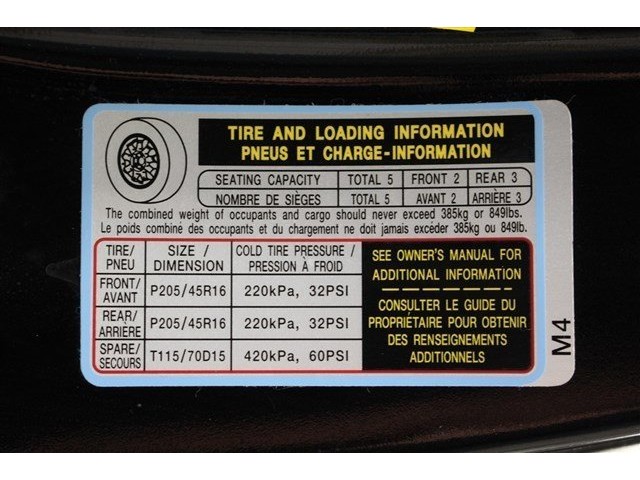 TIRE AND LOADING INFORMATION
PNEUS ET CHARGE-INFORMATION
SEATING CAPACITY TOTAL 5 FRONT 2 REAR 3
NOMBRE DE SIÈGES TOTAL 5 AVANT 2 ARRIÈRE 3
The combined weight of occupants and cargo should never exceed 385kg or 849lbs.
Le poids combiné des occupants et du chargement ne doit jamais excéder 385kg ou 849lb.
TIRE/ PNEU SIZE / DIMENSION COLD TIRE PRESSURE / PRESSION À FROID
FRONT/ AVANT P205/45R16 220kPa, 32PSI
REAR/ ARRIÈRE P205/45R16 220kPa, 32PSI
SPARE/ SECOURS T115/70D15 420kPa, 60PSI
SEE OWNER'S MANUAL FOR
ADDITIONAL INFORMATION
CONSULTER LE GUIDE DU
PROPRIÉTAIRE POUR OBTENIR
DES RENSEIGNEMENTS
ADDITIONNELS
M4